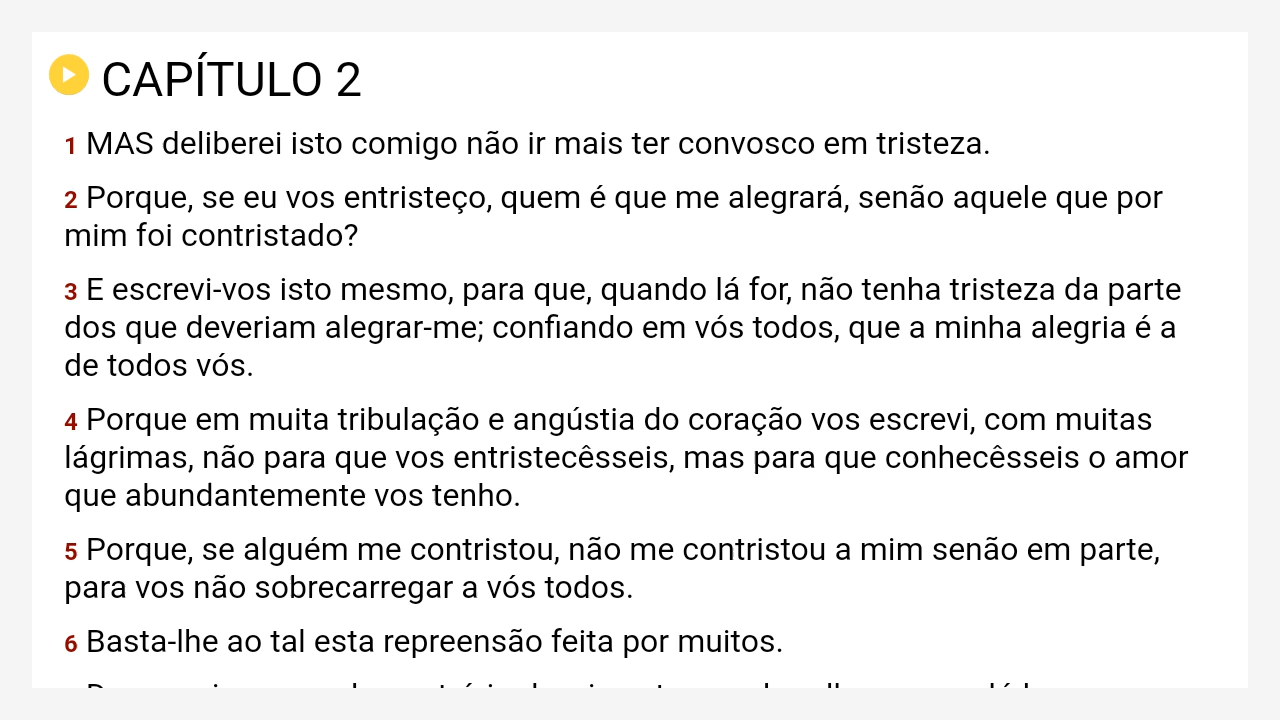 CAPÍTULO 2
1 MAS deliberei isto comigo não ir mais ter convosco em tristeza.
2 Porque, se eu vos entristeço, quem é que me alegrará, senão aquele que por
mim foi contristado?
3 E escrevi-vos isto mesmo, para que, quando lá for, não tenha tristeza da parte
dos que deveriam alegrar-me; confiando em vós todos, que a minha alegria é a
de todos vós.
4 Porque em muita tribulação e angústia do coração vos escrevi, com muitas
lágrimas, não para que vos entristecêsseis, mas para que conhecêsseis o amor
que abundantemente vos tenho.
5 Porque, se alguém me contristou, não me contristou a mim senão em parte,
para vos não sobrecarregar a vós todos.
6 Basta-lhe ao tal esta repreensão feita por muitos.